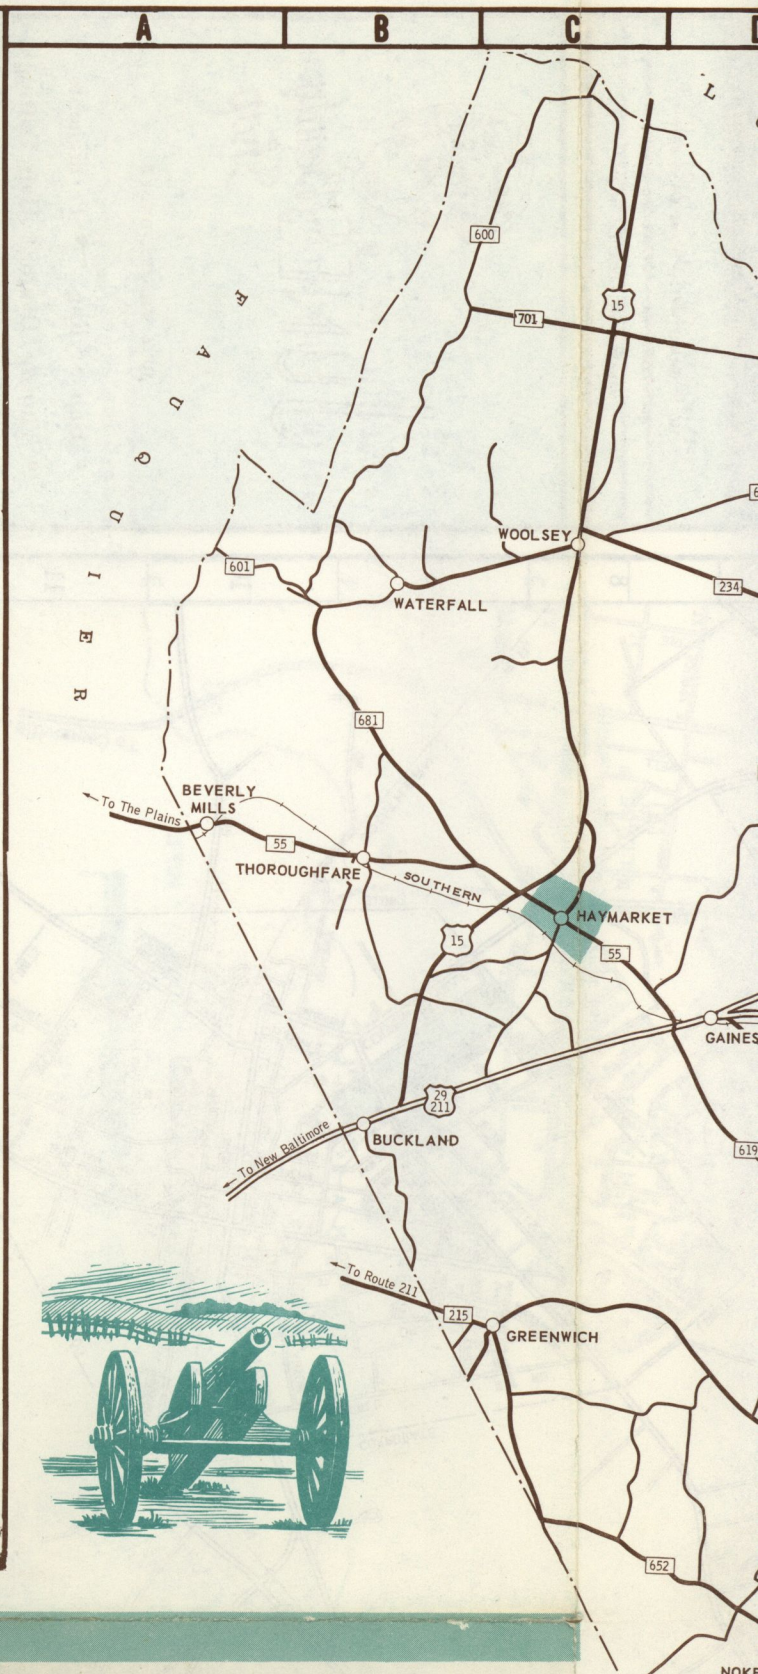 A B C
L
600
15
701
FAUQUIER
WOOLSEY
601
234
WATERFALL
681
BEVERLY
MILLS
To The Plains
55
THOROUGHFARE
SOUTHERN
HAYMARKET
15
55
GAINES
29
211
To New Baltimore
BUCKLAND
619
To Route 211
215
GREENWICH
652